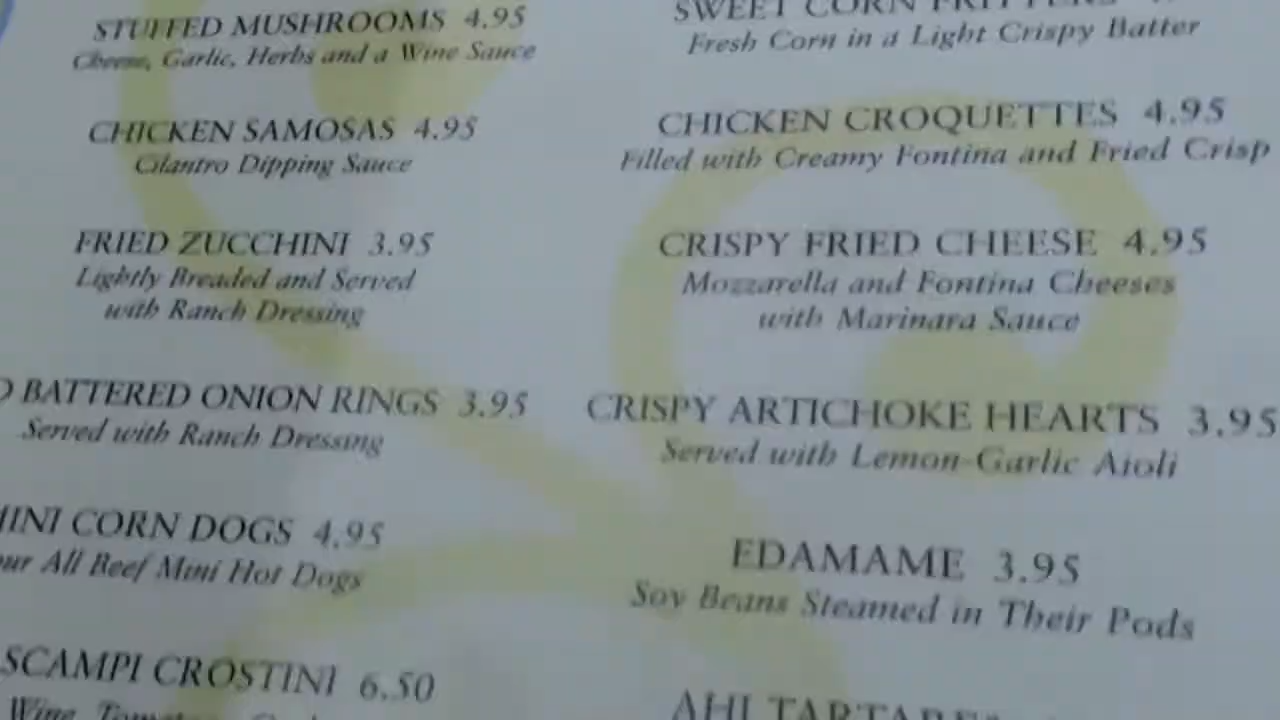 STUFFED MUSHROOMS 4.95
Cheese, Garlic, Herbs and a Wine Sauce
CHICKEN SAMOSAS 4.95
Cilantro Dipping Sauce
FRIED ZUCCHINI 3.95
Lightly Breaded and Served
with Ranch Dressing
BATTERED ONION RINGS 3.95
Served with Ranch Dressing
CORN DOGS 4.95
All Beef Mini Hot Dogs
SCAMPI CROSTINI 6.50
Wine,
SWEET CORN FRITTERS
Fresh Corn in a Light Crispy Batter
CHICKEN CROQUETTES 4.95
Filled with Creamy Fontina and Fried Crisp
CRISPY FRIED CHEESE 4.95
Mozzarella and Fontina Cheeses
with Marinara Sauce
CRISPY ARTICHOKE HEARTS 3.95
Served with Lemon-Garlic Aioli
EDAMAME 3.95
Soy Beans Steamed in Their Pods
AHI